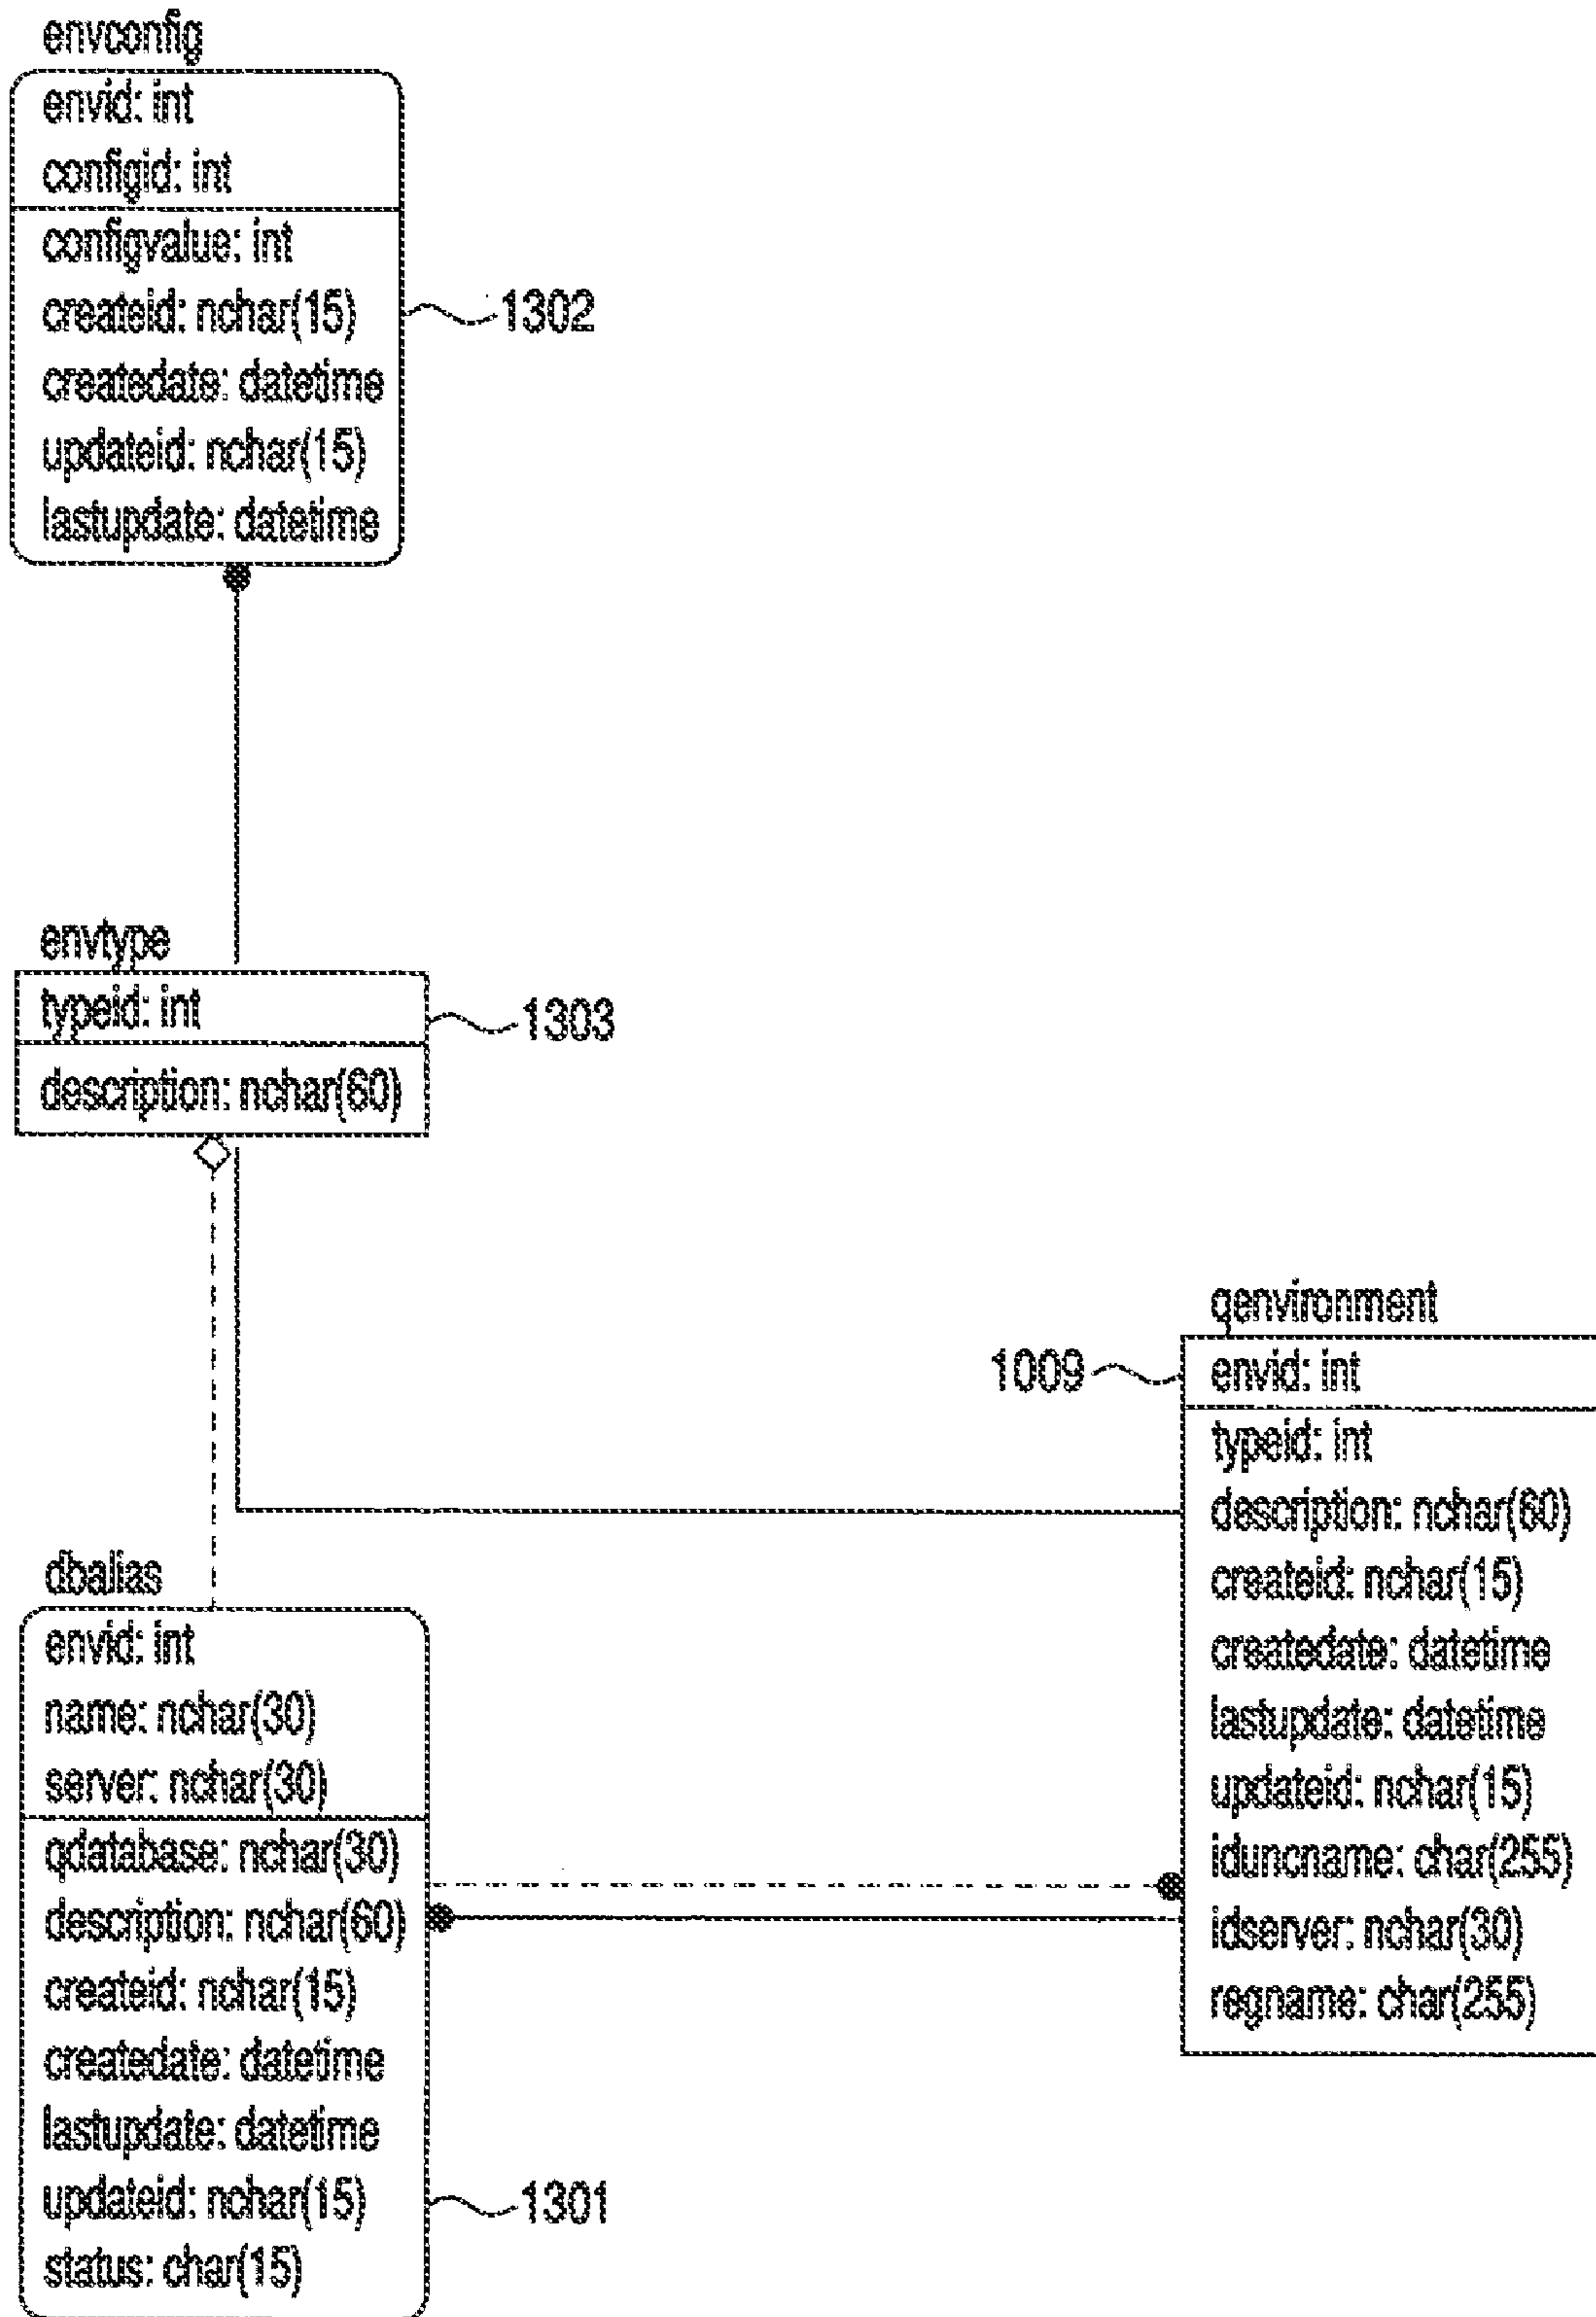 envconfig
envid: int
configid: int
configvalue: int
createid: nchar(15)
createdate: datetime
updateid: nchar(15)
lastupdate: datetime
1302
envtype
typeid: int
description: nchar(60)
1303
qenvironment
1009
envid: int
typeid: int
description: nchar(60)
createid: nchar(15)
createdate: datetime
lastupdate: datetime
updateid: nchar(15)
iduncname: char(255)
idserver: nchar(30)
regname: char(255)
dbalias
envid: int
name: nchar(30)
server: nchar(30)
qdatabase: nchar(30)
description: nchar(60)
createid: nchar(15)
createdate: datetime
lastupdate: datetime
updateid: nchar(15)
status: char(15)
1301